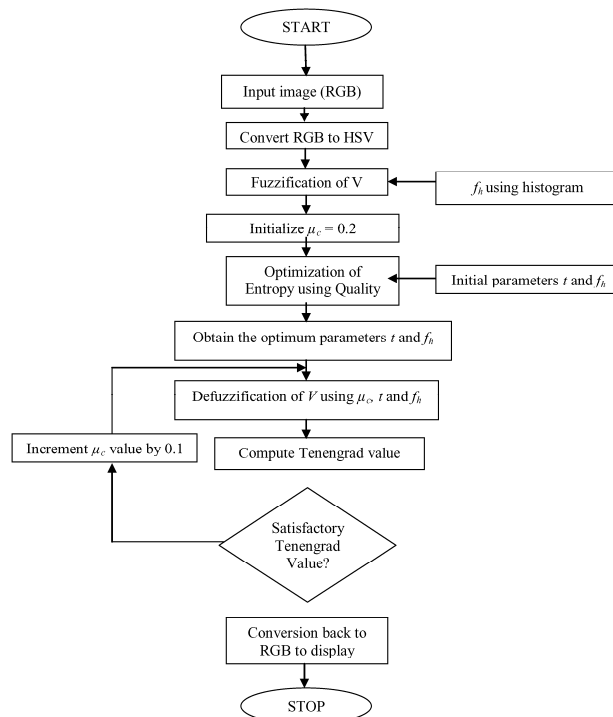 START
Input image (RGB)
Convert RGB to HSV
Fuzzification of V
f_h using histogram
Initialize μ_c = 0.2
Optimization of
Entropy using Quality
Initial parameters t and f_h
Obtain the optimum parameters t and f_h
Defuzzification of V using μ_c, t and f_h
Increment μ_c value by 0.1
Compute Tenengrad value
Satisfactory
Tenengrad
Value?
Conversion back to
RGB to display
STOP